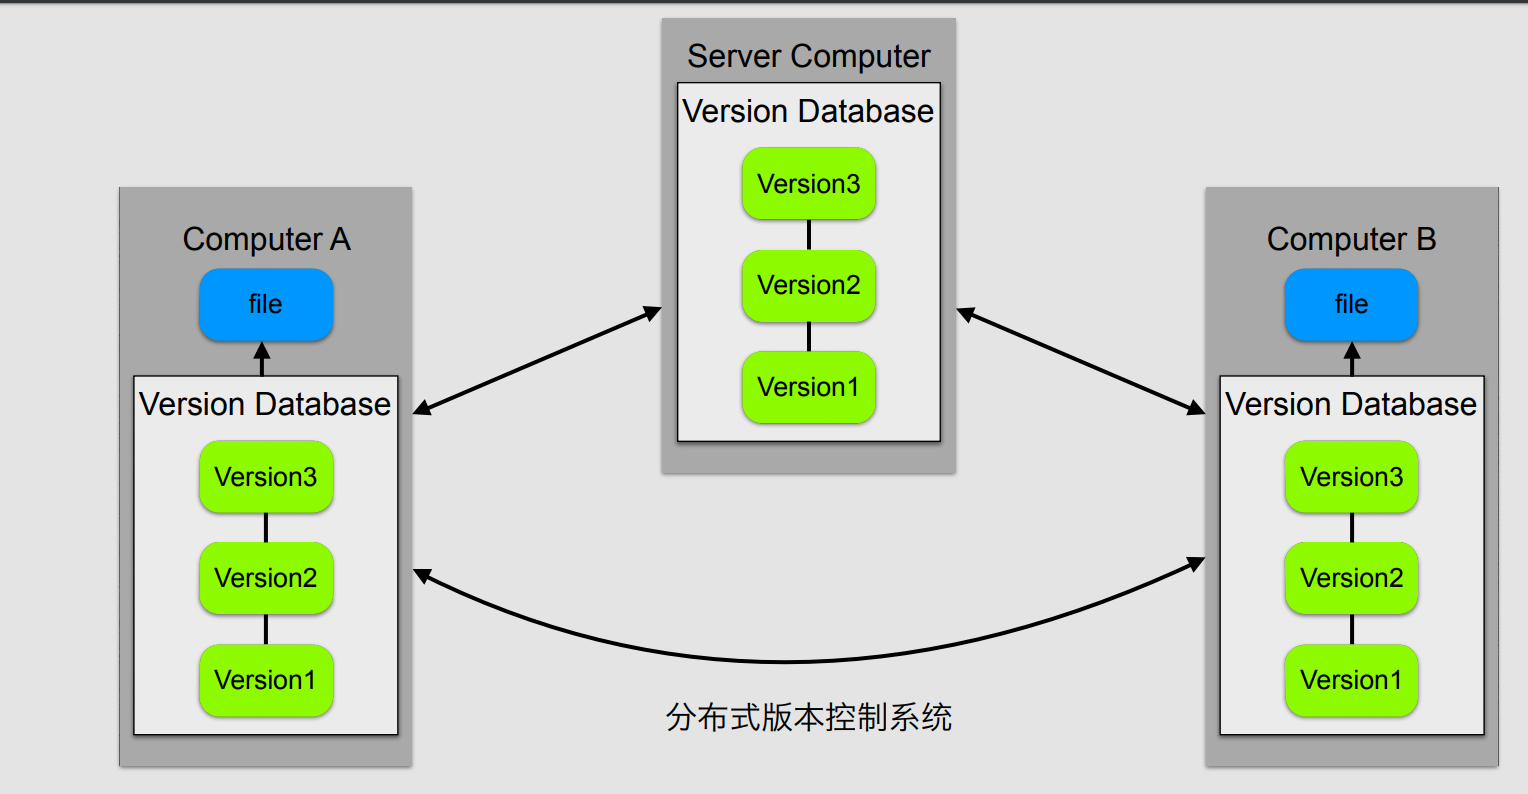 Server Computer
Version Database
Version3
Version2
Version1
Computer A
file
Version Database
Version3
Version2
Version1
Computer B
file
Version Database
Version3
Version2
Version1
分布式版本控制系统